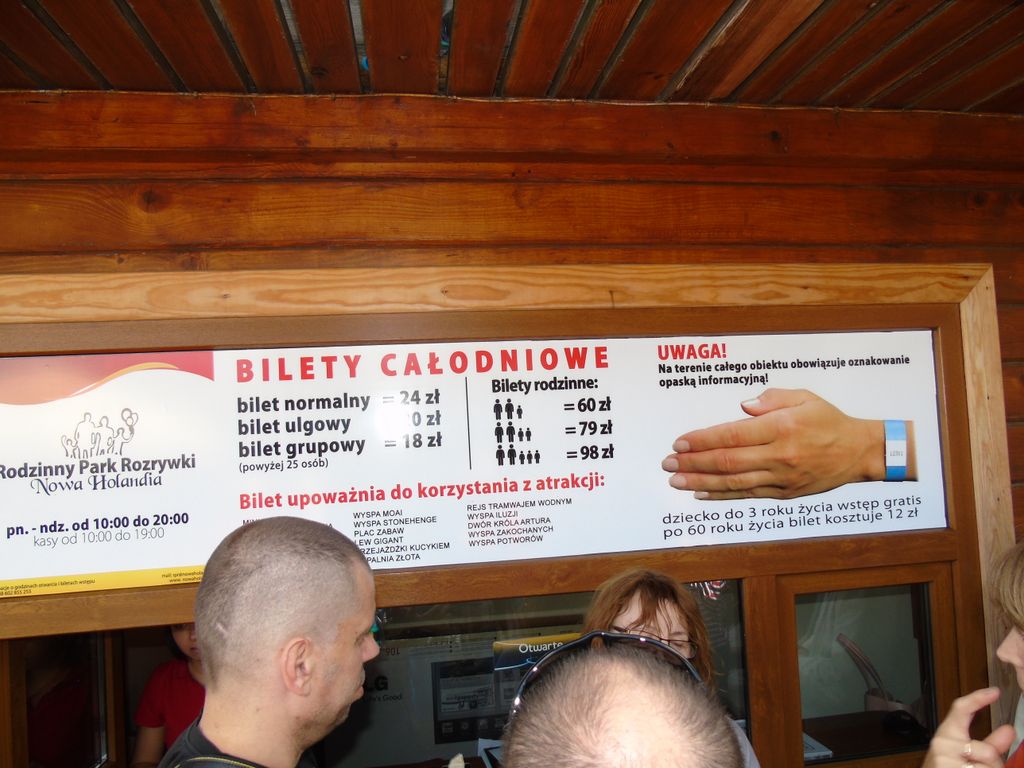 Rodzinny Park Rozrywki
Nowa Holandia
pn. - ndz. od 10:00 do 20:00
kasy od 10:00 do 19:00
BILETY CAŁODNIOWE
bilet normalny = 24 zł
bilet ulgowy 0 zł
bilet grupowy = 18 zł
(powyżej 25 osób)
Bilety rodzinne:
= 60 zł
= 79 zł
= 98 zł
Bilet upoważnia do korzystania z atrakcji:
WYSPA MOAI
WYSPA STONEHENGE
PLAC ZABAW
LEW GIGANT
RZEJAŻDŻKI KUCYKIEM
PALNIA ZŁOTA
REJS TRAMWAJEM WODNYM
WYSPA ILUZJI
DWÓR KRÓLA ARTURA
WYSPA ZAKOCHANYCH
WYSPA POTWORÓW
UWAGA!
Na terenie całego obiektu obowiązuje oznakowanie
opaską informacyjną!
dziecko do 3 roku życia wstęp gratis
po 60 roku życia bilet kosztuje 12 zł
Otwarte